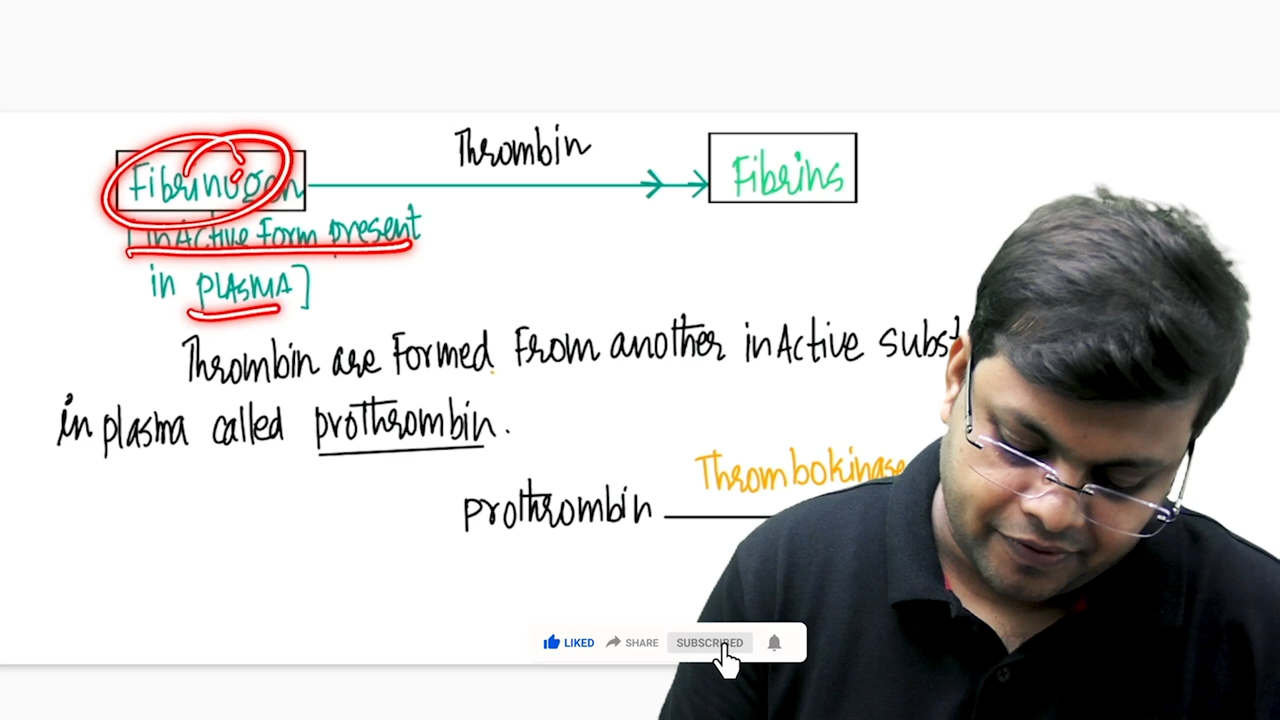 Thrombin
Fibrinogen
Fibrins
[inActive form present
in PLASMA]
Thrombin are Formed From another inActive subst
in plasma called prothrombin.
Thrombokinase
prothrombin
LIKED SHARE SUBSCRIBED